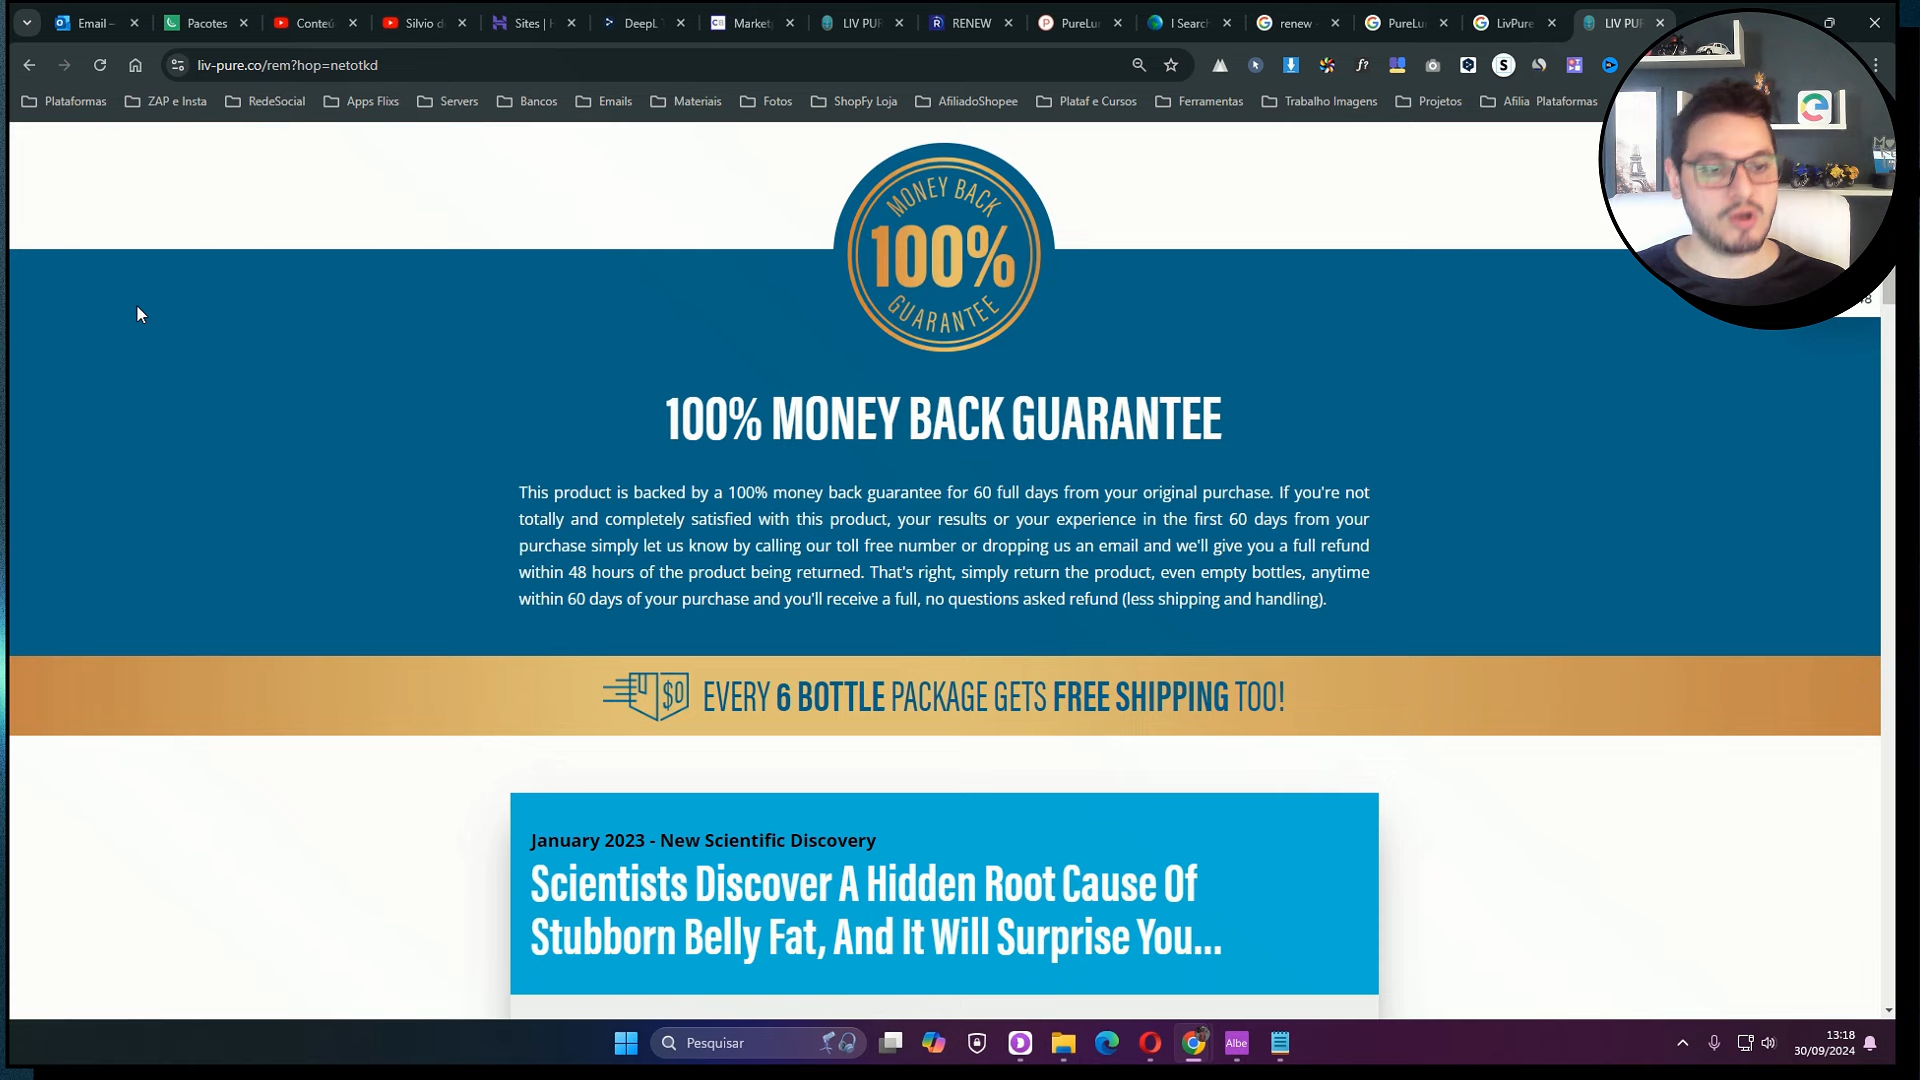 Email –
Pacotes
Conteú
Silvio d
Sites | H
DeepL T
Market
LIV PUR
RENEW
PureLu
I Search
renew -
PureLu
LivPure
LIV PUR
liv-pure.co/rem?hop=netotkd
Plataformas
ZAP e Insta
RedeSocial
Apps Flixs
Servers
Bancos
Emails
Materiais
Fotos
ShopFy Loja
AfiliadoShopee
Plataf e Cursos
Ferramentas
Trabalho Imagens
Projetos
Afilia Plataformas
MONEY BACK
100%
GUARANTEE
100% MONEY BACK GUARANTEE
This product is backed by a 100% money back guarantee for 60 full days from your original purchase. If you're not
totally and completely satisfied with this product, your results or your experience in the first 60 days from your
purchase simply let us know by calling our toll free number or dropping us an email and we'll give you a full refund
within 48 hours of the product being returned. That's right, simply return the product, even empty bottles, anytime
within 60 days of your purchase and you'll receive a full, no questions asked refund (less shipping and handling).
$0 EVERY 6 BOTTLE PACKAGE GETS FREE SHIPPING TOO!
January 2023 - New Scientific Discovery
Scientists Discover A Hidden Root Cause Of
Stubborn Belly Fat, And It Will Surprise You...
Pesquisar
Albe
13:18
30/09/2024